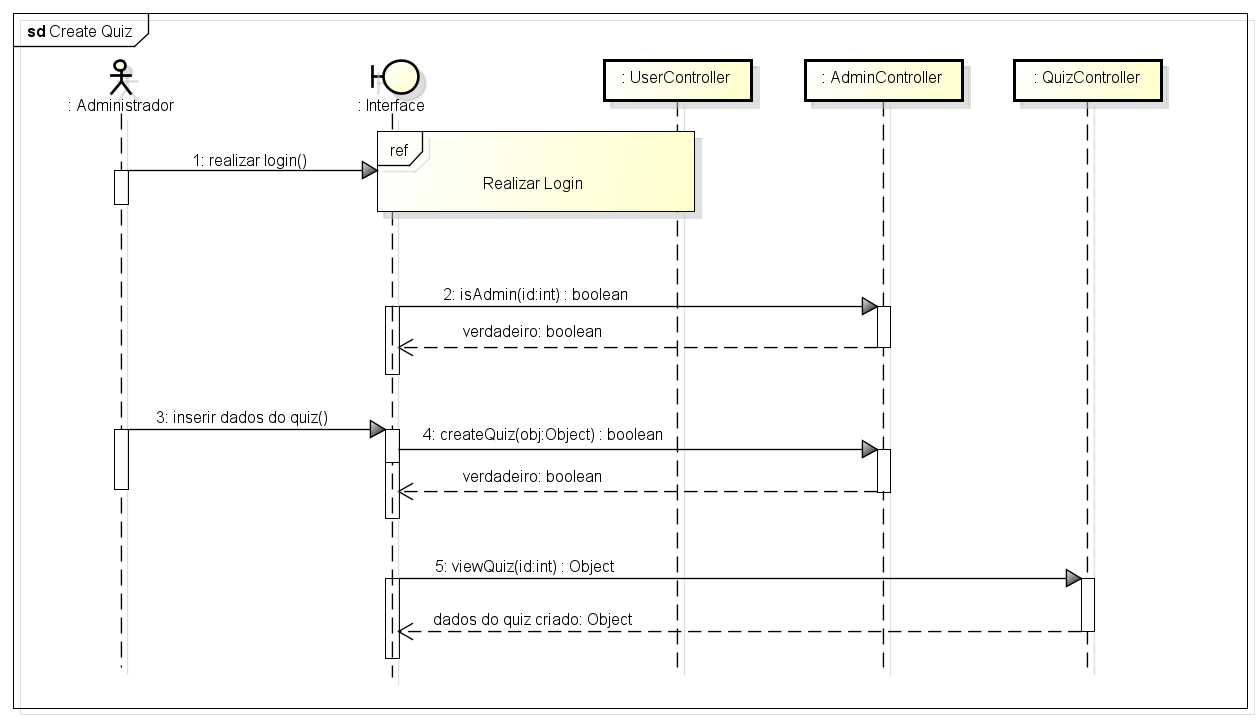 sd Create Quiz
: Administrador
: Interface
: UserController
: AdminController
: QuizController
ref
1: realizar login()
Realizar Login
2: isAdmin(id:int) : boolean
verdadeiro: boolean
3: inserir dados do quiz()
4: createQuiz(obj:Object) : boolean
verdadeiro: boolean
5: viewQuiz(id:int) : Object
dados do quiz criado: Object